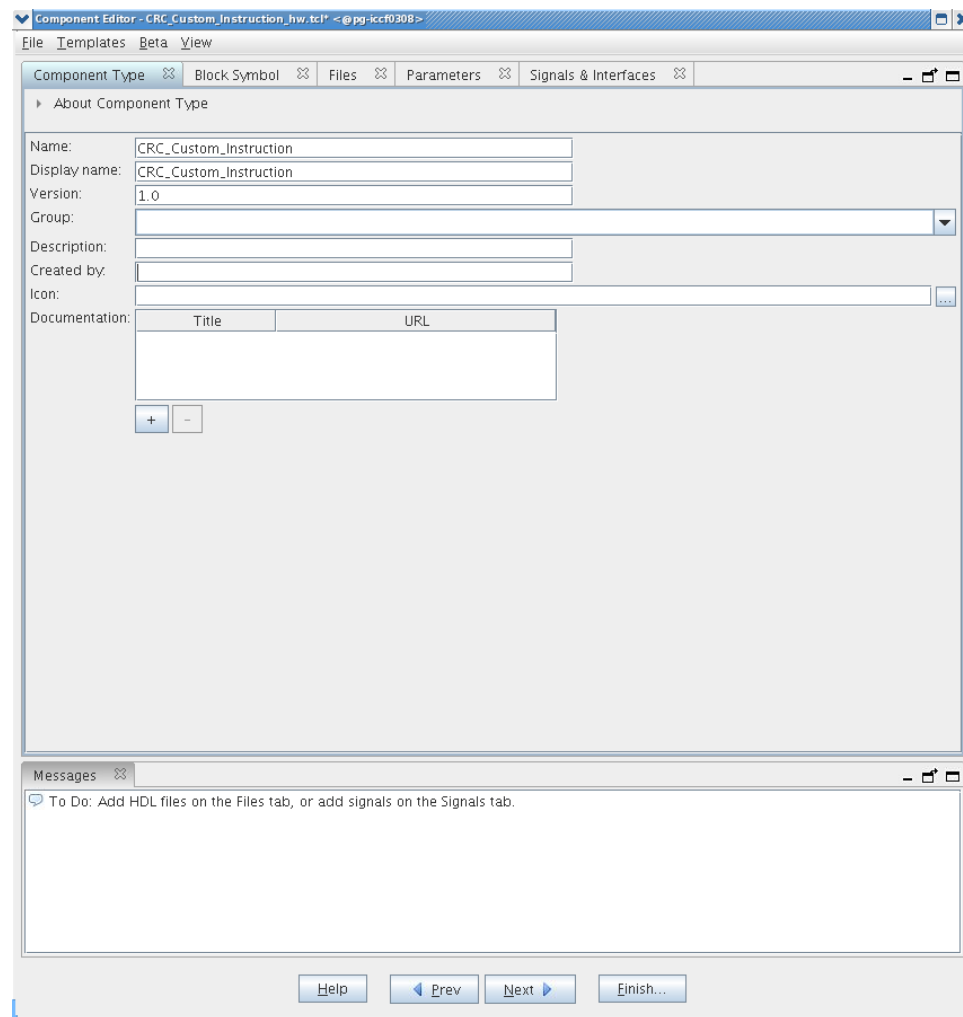 Component Editor - CRC_Custom_Instruction_hw.tcl* <@pg-iccf0308>
File Templates Beta View
Component Type Block Symbol Files Parameters Signals & Interfaces
About Component Type
Name: CRC_Custom_Instruction
Display name: CRC_Custom_Instruction
Version: 1.0
Group:
Description:
Created by:
Icon: ...
Documentation: Title URL
+ -
Messages
To Do: Add HDL files on the Files tab, or add signals on the Signals tab.
Help Prev Next Finish...